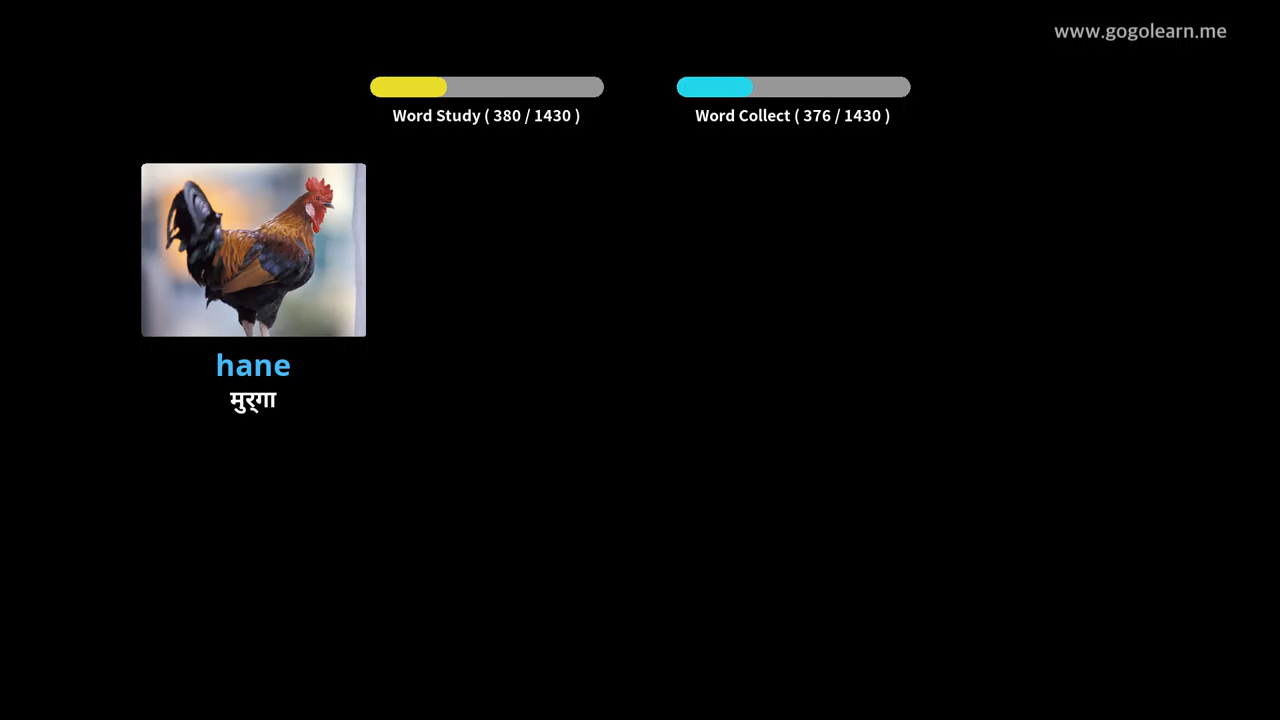 www.gogolearn.me
Word Study ( 380 / 1430 )
Word Collect ( 376 / 1430 )
hane
मुर्गा